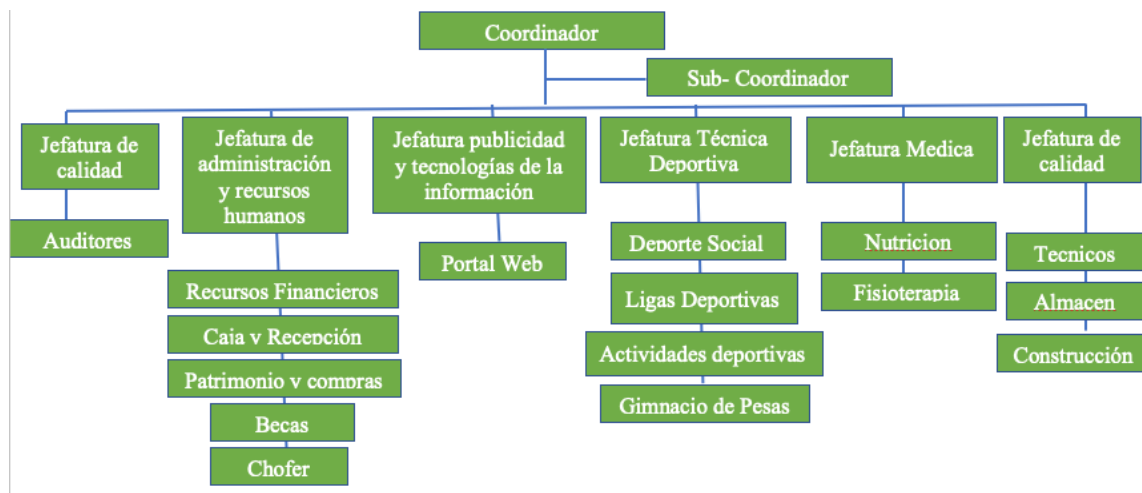 Coordinador
Sub- Coordinador
Jefatura de
calidad
Auditores
Jefatura de
administración
y recursos
humanos
Recursos Financieros
Caja y Recepción
Patrimonio y compras
Becas
Chofer
Jefatura publicidad
y tecnologías de la
información
Portal Web
Jefatura Técnica
Deportiva
Deporte Social
Ligas Deportivas
Actividades deportivas
Gimnacio de Pesas
Jefatura Medica
Nutricion
Fisioterapia
Jefatura de
calidad
Tecnicos
Almacen
Construcción